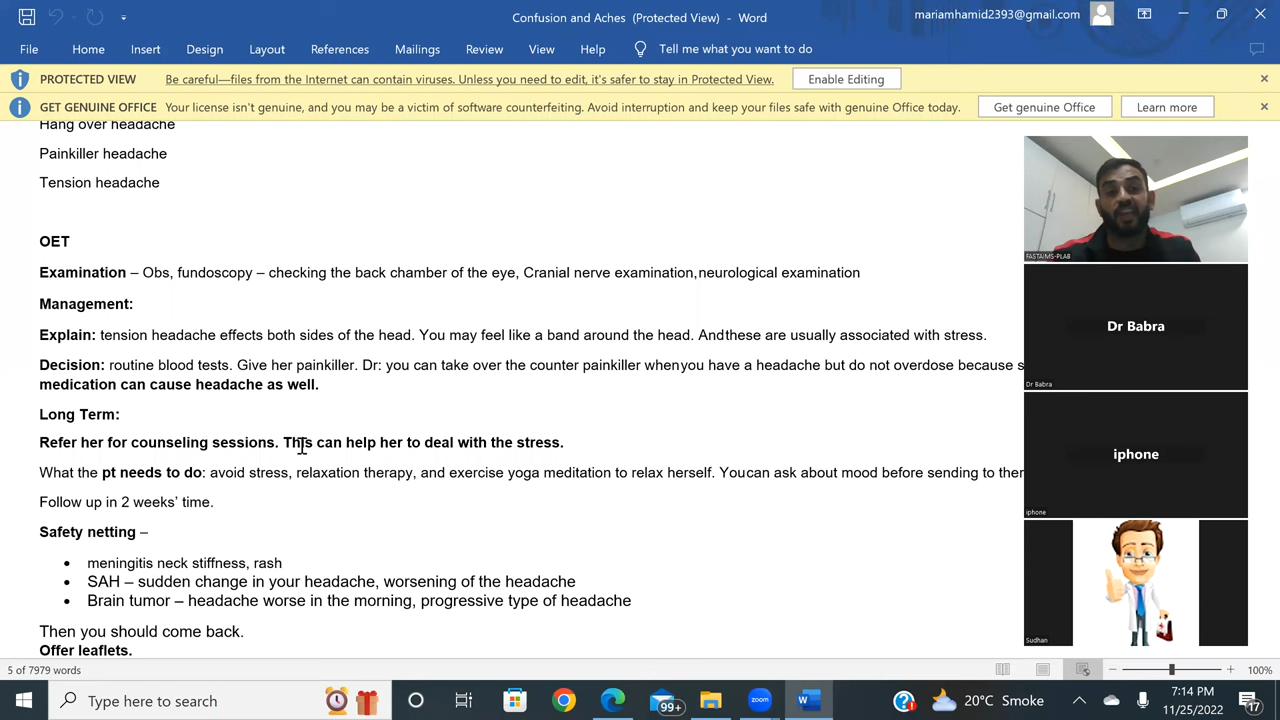 Confusion and Aches (Protected View) - Word
mariamhamid2393@gmail.com
File Home Insert Design Layout References Mailings Review View Help Tell me what you want to do
PROTECTED VIEW Be careful—files from the Internet can contain viruses. Unless you need to edit, it's safer to stay in Protected View. Enable Editing
GET GENUINE OFFICE Your license isn't genuine, and you may be a victim of software counterfeiting. Avoid interruption and keep your files safe with genuine Office today. Get genuine Office Learn more
Hang over headache
Painkiller headache
Tension headache
OET
Examination – Obs, fundoscopy – checking the back chamber of the eye, Cranial nerve examination, neurological examination
Management:
Explain: tension headache effects both sides of the head. You may feel like a band around the head. Andthese are usually associated with stress.
Decision: routine blood tests. Give her painkiller. Dr: you can take over the counter painkiller whenyou have a headache but do not overdose because s
medication can cause headache as well.
Long Term:
Refer her for counseling sessions. This can help her to deal with the stress.
What the pt needs to do: avoid stress, relaxation therapy, and exercise yoga meditation to relax herself. Youcan ask about mood before sending to ther
Follow up in 2 weeks' time.
Safety netting –
• meningitis neck stiffness, rash
• SAH – sudden change in your headache, worsening of the headache
• Brain tumor – headache worse in the morning, progressive type of headache
Then you should come back.
Offer leaflets.
FASTAIMS-PLAB
Dr Babra
Dr Babra
iphone
iphone
Sudhan
5 of 7979 words
100%
Type here to search
99+
zoom
20°C Smoke
7:14 PM
11/25/2022
17